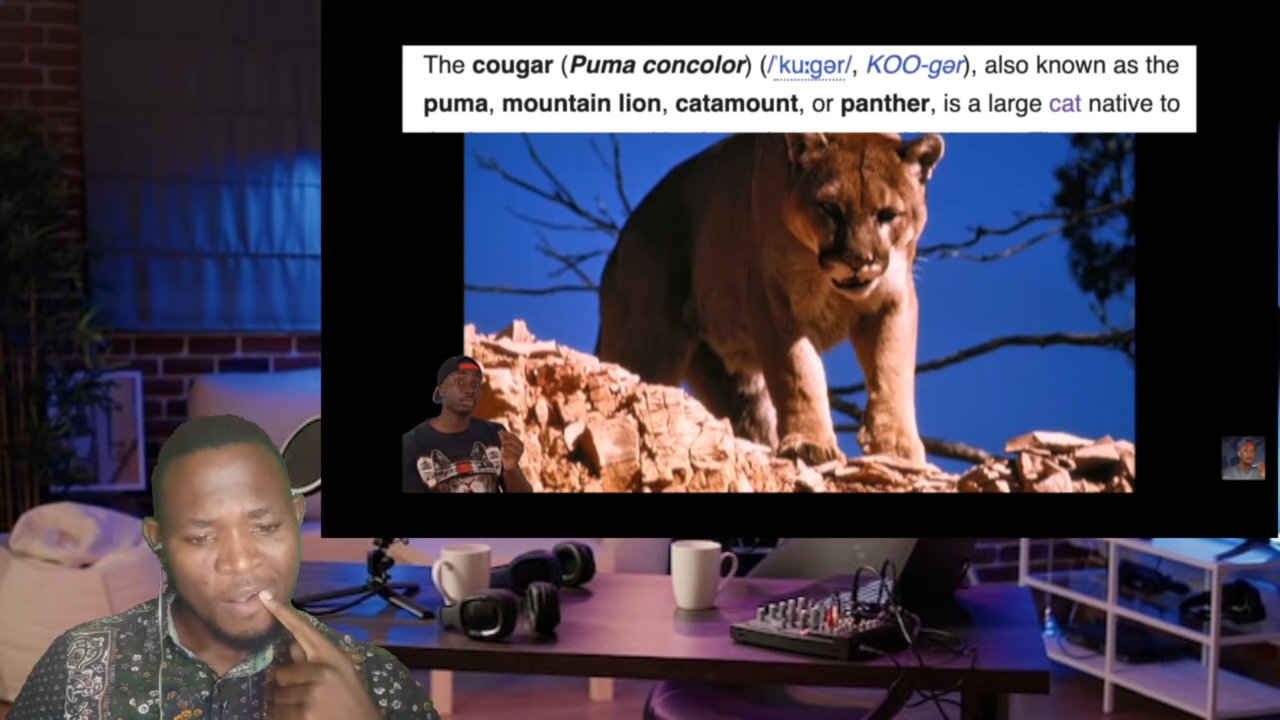 The cougar (Puma concolor) (/ˈkuːɡər/, KOO-gər), also known as the
puma, mountain lion, catamount, or panther, is a large cat native to